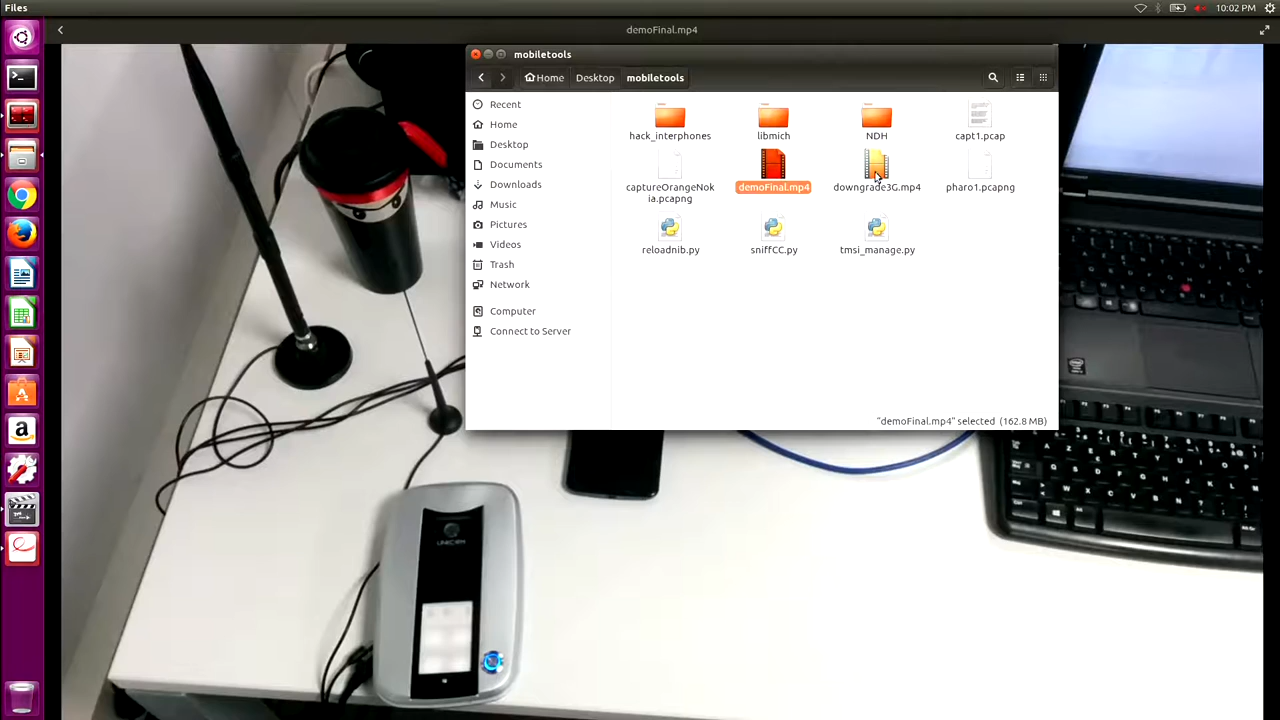 Files
10:02 PM
demoFinal.mp4
mobiletools
Home
Desktop
mobiletools
Recent
Home
Desktop
Documents
Downloads
Music
Pictures
Videos
Trash
Network
Computer
Connect to Server
hack_interphones
libmich
NDH
capt1.pcap
captureOrangeNok
ia.pcapng
demoFinal.mp4
downgrade3G.mp4
pharo1.pcapng
reloadnib.py
sniffCC.py
tmsi_manage.py
"demoFinal.mp4" selected (162.8 MB)